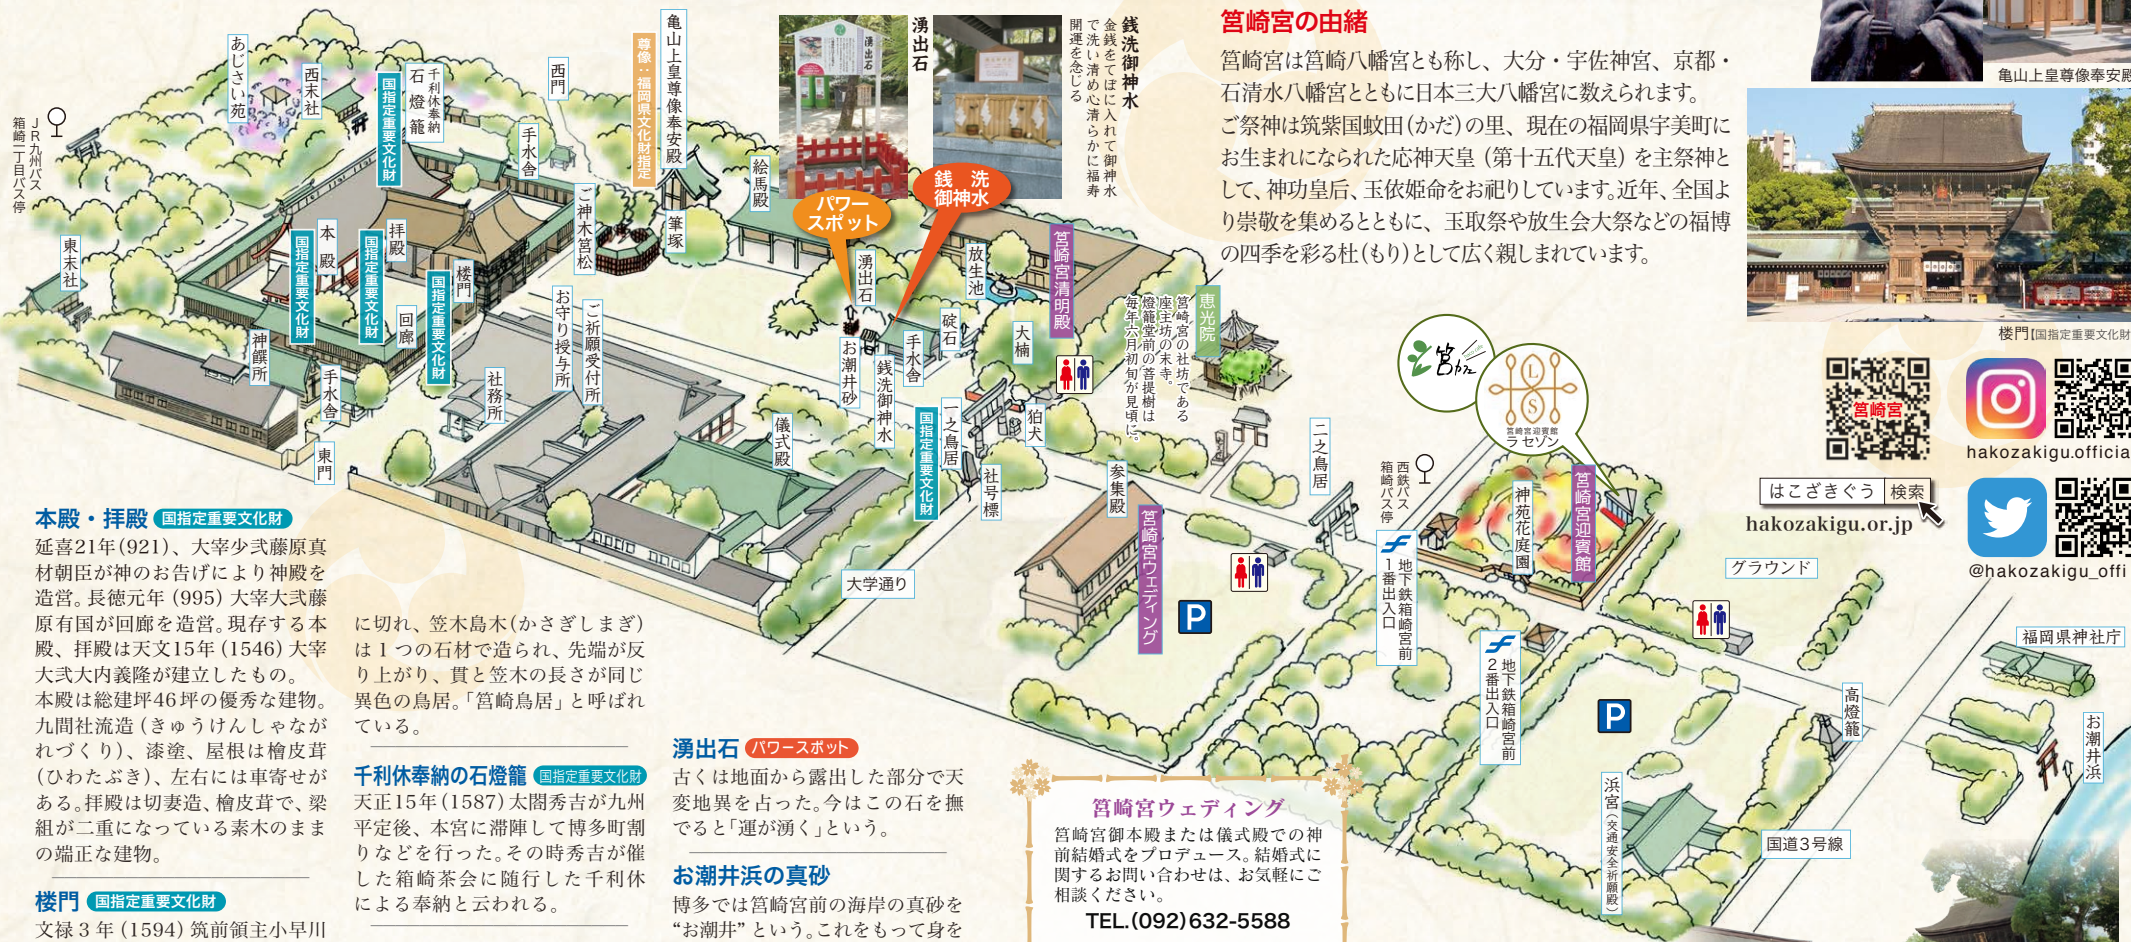 筥崎宮の由緒
筥崎宮は筥崎八幡宮とも称し、大分・宇佐神宮、京都・
石清水八幡宮とともに日本三大八幡宮に数えられます。
ご祭神は筑紫国蚊田(かだ)の里、現在の福岡県宇美町に
お生まれになられた応神天皇（第十五代天皇）を主祭神と
して、神功皇后、玉依姫命をお祀りしています。近年、全国よ
り崇敬を集めるとともに、玉取祭や放生会大祭などの福博
の四季を彩る杜(もり)として広く親しまれています。
亀山上皇尊像奉安殿
楼門【国指定重要文化財
筥崎宮
hakozakigu.officia
はこざきぐう 検索
hakozakigu.or.jp
@hakozakigu_offi
銭洗御神水
金銭をてぼに入れて御神水
で洗い清め心清らかに福寿
開運を念じる
湧出石
湧出石
パワー
スポット
銭洗
御神水
亀山上皇尊像奉安殿
尊像：福岡県文化財指定
あじさい苑
西末社
国指定重要文化財
千利休奉納
石燈籠
手水舎
西門
絵馬殿
筆塚
ご神木筥松
JR九州バス
箱崎一丁目バス停
東末社
本殿
国指定重要文化財
拝殿
国指定重要文化財
楼門
国指定重要文化財
回廊
神饌所
手水舎
東門
社務所
お守り授与所
ご祈願受付所
儀式殿
湧出石
お潮井砂
銭洗御神水
手水舎
碇石
放生池
大楠
筥崎宮清明殿
恵光院
筥崎宮の社坊である
座主坊の末寺。
燈籠堂前の菩提樹は
毎年六月初旬が見頃に。
一之鳥居
国指定重要文化財
狛犬
社号標
参集殿
筥崎宮ウェディング
大学通り
P
二之鳥居
西鉄バス
箱崎バス停
地下鉄箱崎宮前
1番出入口
地下鉄箱崎宮前
2番出入口
L
S
筥崎宮迎賓館
ラ セゾン
神苑花庭園
筥崎宮迎賓館
グラウンド
P
福岡県神社庁
高燈籠
お潮井浜
国道3号線
浜宮（交通安全祈願殿）
本殿・拝殿 国指定重要文化財
延喜21年(921)、大宰少弐藤原真
材朝臣が神のお告げにより神殿を
造営。長徳元年（995）大宰大弐藤
原有国が回廊を造営。現存する本
殿、拝殿は天文15年(1546)大宰
大弐大内義隆が建立したもの。
本殿は総建坪46坪の優秀な建物。
九間社流造（きゅうけんしゃなが
れづくり）、漆塗、屋根は檜皮葺
(ひわたぶき)、左右には車寄せが
ある。拝殿は切妻造、檜皮葺で、梁
組が二重になっている素木のまま
の端正な建物。
楼門 国指定重要文化財
文禄３年(1594)筑前領主小早川
に切れ、笠木島木(かさぎしまぎ)
は１つの石材で造られ、先端が反
り上がり、貫と笠木の長さが同じ
異色の鳥居。「筥崎鳥居」と呼ばれ
ている。
千利休奉納の石燈籠 国指定重要文化財
天正15年(1587)太閤秀吉が九州
平定後、本宮に滞陣して博多町割
りなどを行った。その時秀吉が催
した箱崎茶会に随行した千利休
による奉納と云われる。
湧出石 パワースポット
古くは地面から露出した部分で天
変地異を占った。今はこの石を撫
でると「運が湧く」という。
お潮井浜の真砂
博多では筥崎宮前の海岸の真砂を
“お潮井”という。これをもって身を
筥崎宮ウェディング
筥崎宮御本殿または儀式殿での神
前結婚式をプロデュース。結婚式に
関するお問い合わせは、お気軽にご
相談ください。
TEL.(092)632-5588